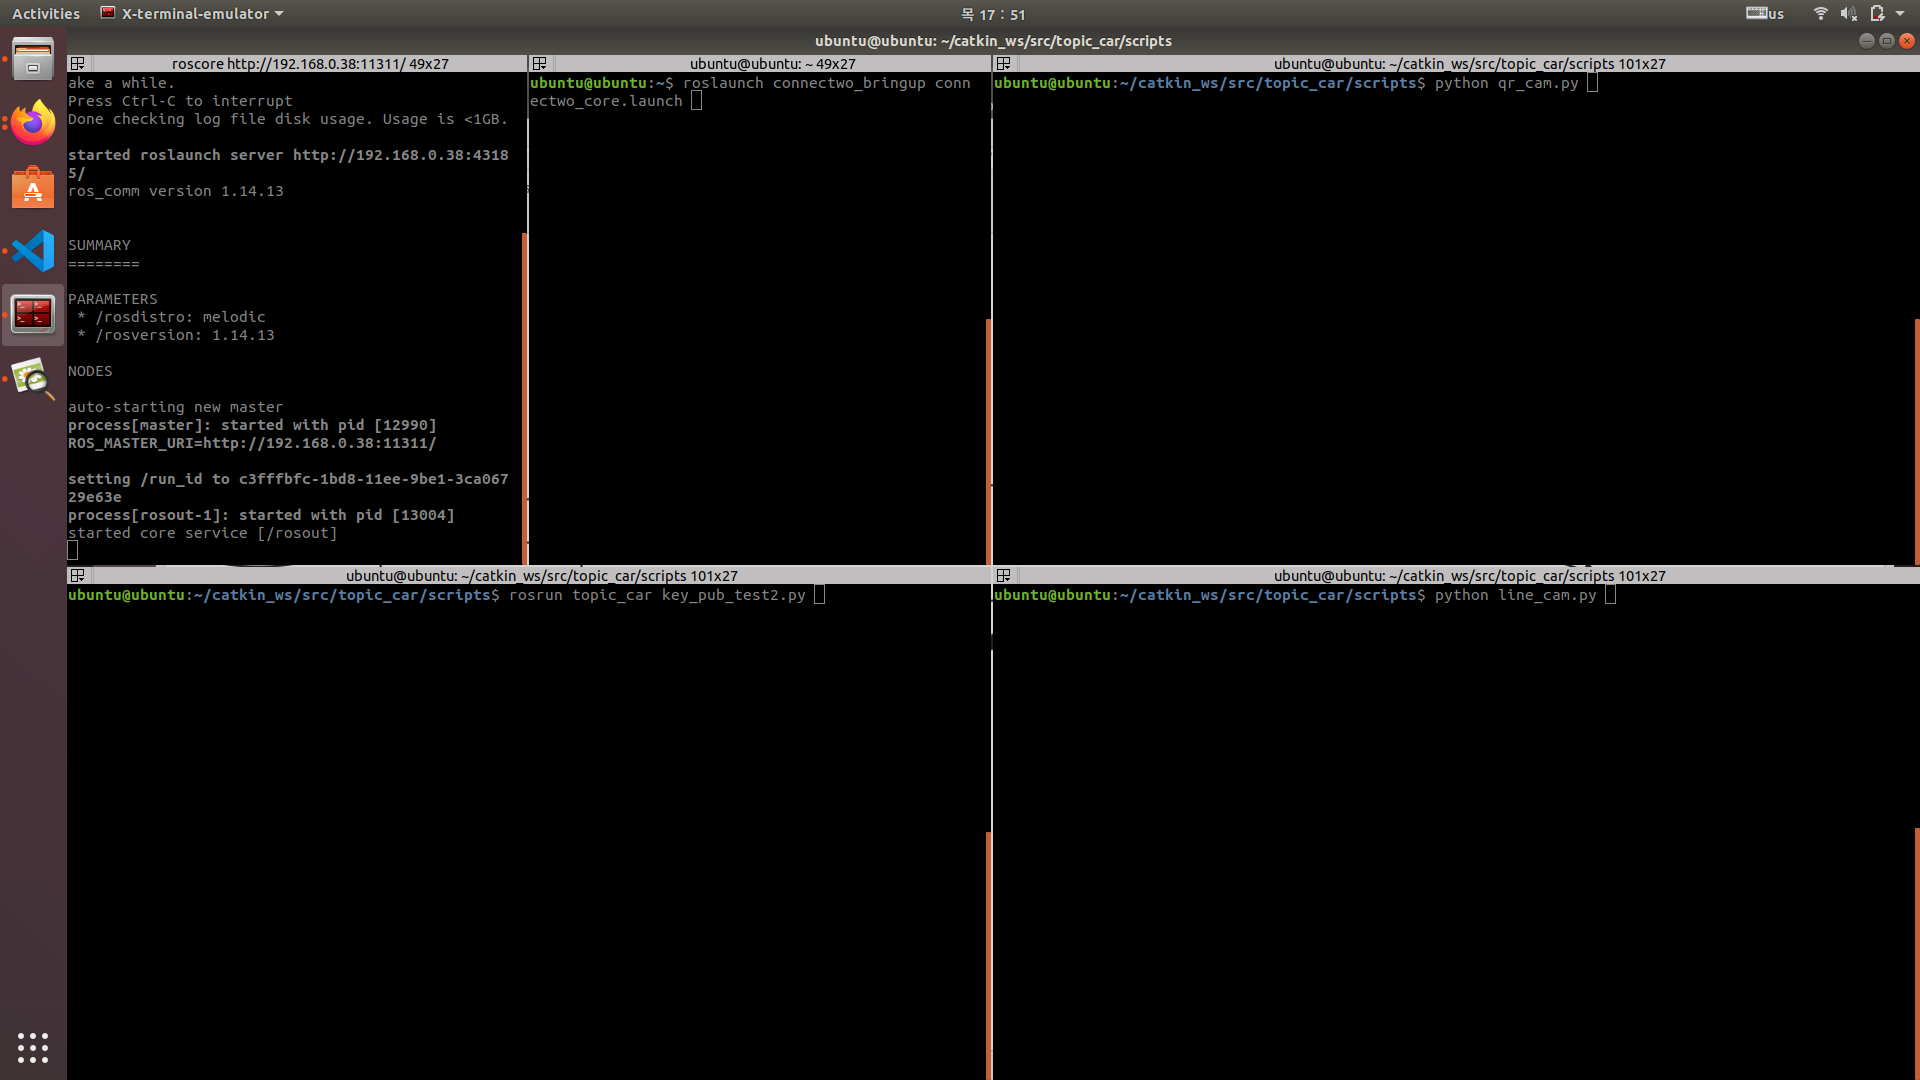 Activities
X-terminal-emulator
목 17 : 51
us
ubuntu@ubuntu: ~/catkin_ws/src/topic_car/scripts
roscore http://192.168.0.38:11311/ 49x27
ake a while.
Press Ctrl-C to interrupt
Done checking log file disk usage. Usage is <1GB.
started roslaunch server http://192.168.0.38:4318
5/
ros_comm version 1.14.13
SUMMARY
========
PARAMETERS
* /rosdistro: melodic
* /rosversion: 1.14.13
NODES
auto-starting new master
process[master]: started with pid [12990]
ROS_MASTER_URI=http://192.168.0.38:11311/
setting /run_id to c3fffbfc-1bd8-11ee-9be1-3ca067
29e63e
process[rosout-1]: started with pid [13004]
started core service [/rosout]
ubuntu@ubuntu: ~ 49x27
ubuntu@ubuntu:~$ roslaunch connectwo_bringup conn
ectwo_core.launch
ubuntu@ubuntu: ~/catkin_ws/src/topic_car/scripts 101x27
ubuntu@ubuntu:~/catkin_ws/src/topic_car/scripts$ python qr_cam.py
ubuntu@ubuntu: ~/catkin_ws/src/topic_car/scripts 101x27
ubuntu@ubuntu:~/catkin_ws/src/topic_car/scripts$ rosrun topic_car key_pub_test2.py
ubuntu@ubuntu: ~/catkin_ws/src/topic_car/scripts 101x27
ubuntu@ubuntu:~/catkin_ws/src/topic_car/scripts$ python line_cam.py